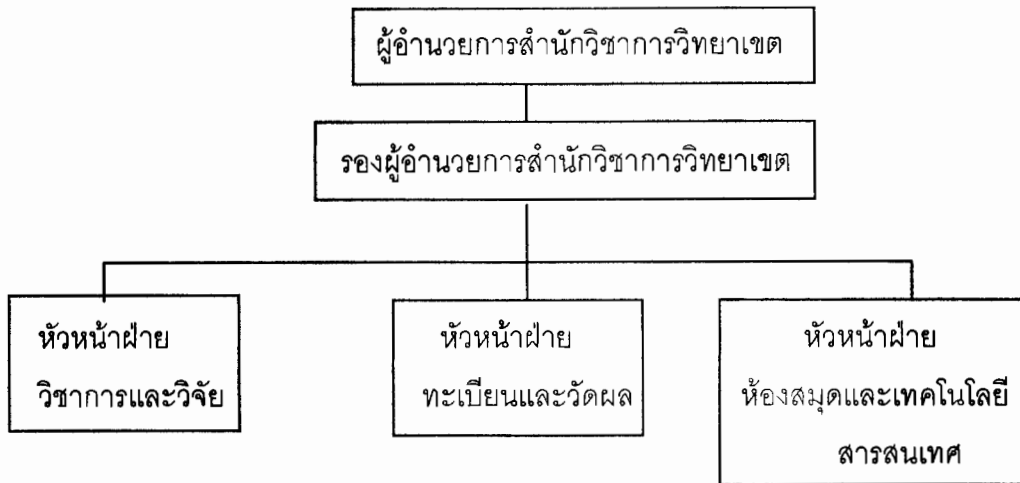 ผู้อำนวยการสำนักวิชาการวิทยาเขต
รองผู้อำนวยการสำนักวิชาการวิทยาเขต
หัวหน้าฝ่าย
วิชาการและวิจัย
หัวหน้าฝ่าย
ทะเบียนและวัดผล
หัวหน้าฝ่าย
ห้องสมุดและเทคโนโลยี
สารสนเทศ